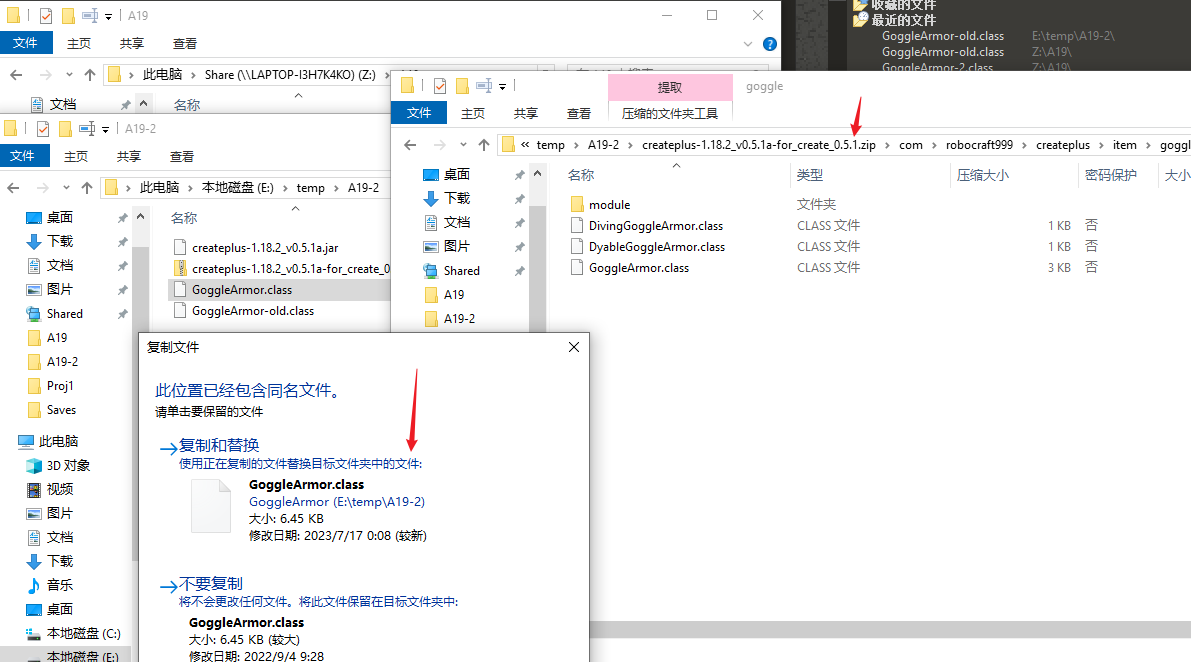 A19
文件 主页 共享 查看
此电脑 › Share (\\LAPTOP-I3H7K4KO) (Z:) ›
文档
名称
收藏的文件
最近的文件
GoggleArmor-old.class E:\temp\A19-2\
GoggleArmor-old.class Z:\A19\
GoggleArmor-2.class Z:\A19\
A19-2
文件 主页 共享 查看
此电脑 › 本地磁盘 (E:) › temp › A19-2
桌面
下载
文档
图片
Shared
A19
A19-2
Proj1
Saves
此电脑
3D 对象
视频
图片
文档
下载
音乐
桌面
本地磁盘 (C:)
本地磁盘 (E:)
名称
createplus-1.18.2_v0.5.1a.jar
createplus-1.18.2_v0.5.1a-for_create_0
GoggleArmor.class
GoggleArmor-old.class
提取 goggle
文件 主页 共享 查看 压缩的文件夹工具
« temp › A19-2 › createplus-1.18.2_v0.5.1a-for_create_0.5.1.zip › com › robocraft999 › createplus › item › goggl
桌面
下载
文档
图片
Shared
A19
A19-2
名称 类型 压缩大小 密码保护 大小
module 文件夹
DivingGoggleArmor.class CLASS 文件 1 KB 否
DyableGoggleArmor.class CLASS 文件 1 KB 否
GoggleArmor.class CLASS 文件 3 KB 否
复制文件
此位置已经包含同名文件。
请单击要保留的文件
复制和替换
使用正在复制的文件替换目标文件夹中的文件:
GoggleArmor.class
GoggleArmor (E:\temp\A19-2)
大小: 6.45 KB
修改日期: 2023/7/17 0:08 (较新)
不要复制
将不会更改任何文件。将此文件保留在目标文件夹中:
GoggleArmor.class
大小: 6.45 KB (较大)
修改日期: 2022/9/4 9:28